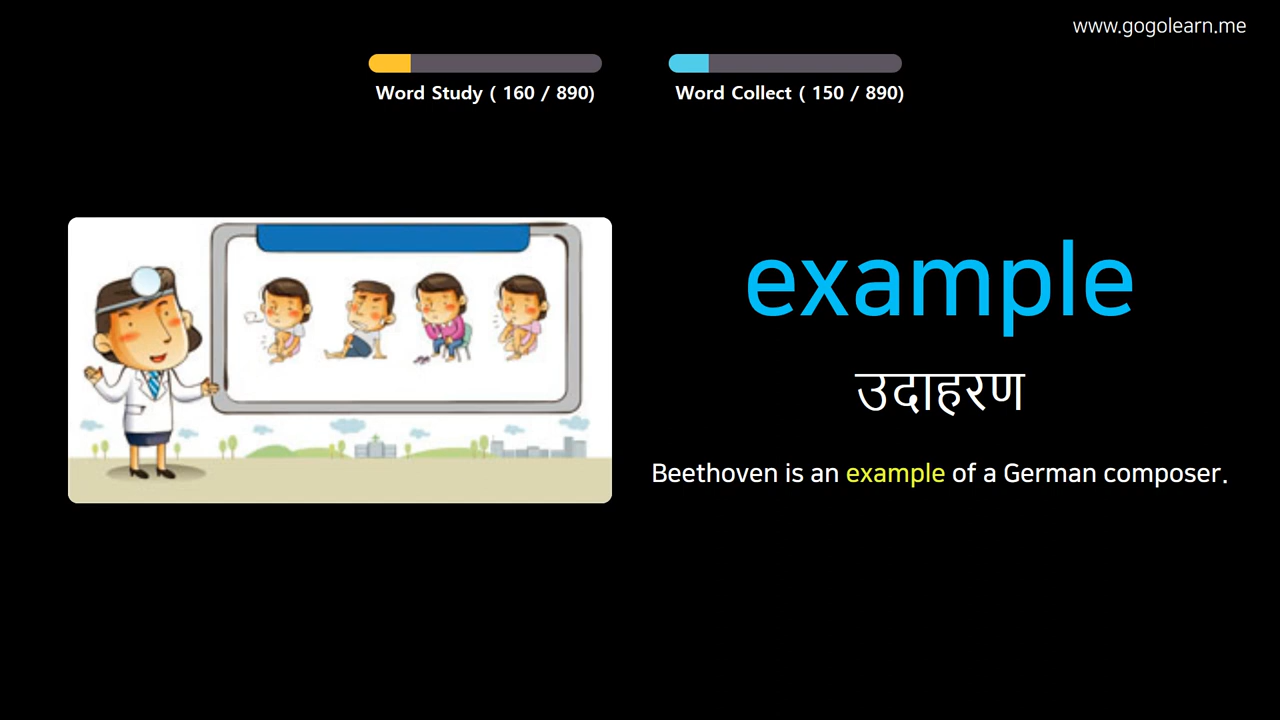 www.gogolearn.me
Word Study ( 160 / 890)
Word Collect ( 150 / 890)
example
उदाहरण
Beethoven is an example of a German composer.